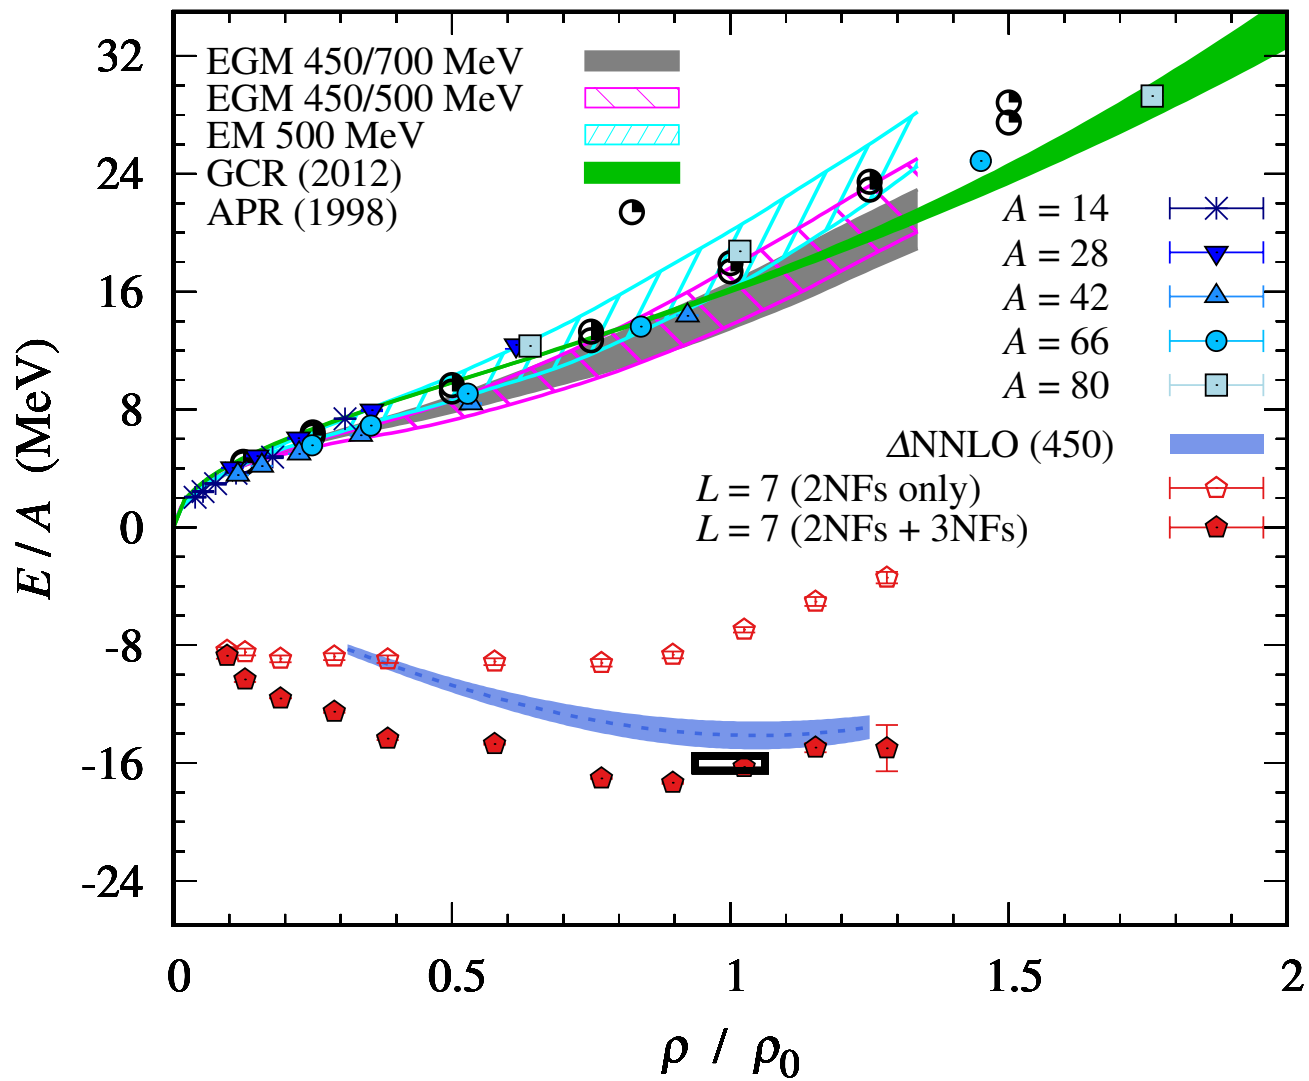 32
24
16
8
0
-8
-16
-24
E / A (MeV)
EGM 450/700 MeV
EGM 450/500 MeV
EM 500 MeV
GCR (2012)
APR (1998)
A = 14
A = 28
A = 42
A = 66
A = 80
ΔNNLO (450)
L = 7 (2NFs only)
L = 7 (2NFs + 3NFs)
0 0.5 1 1.5 2
ρ / ρ₀